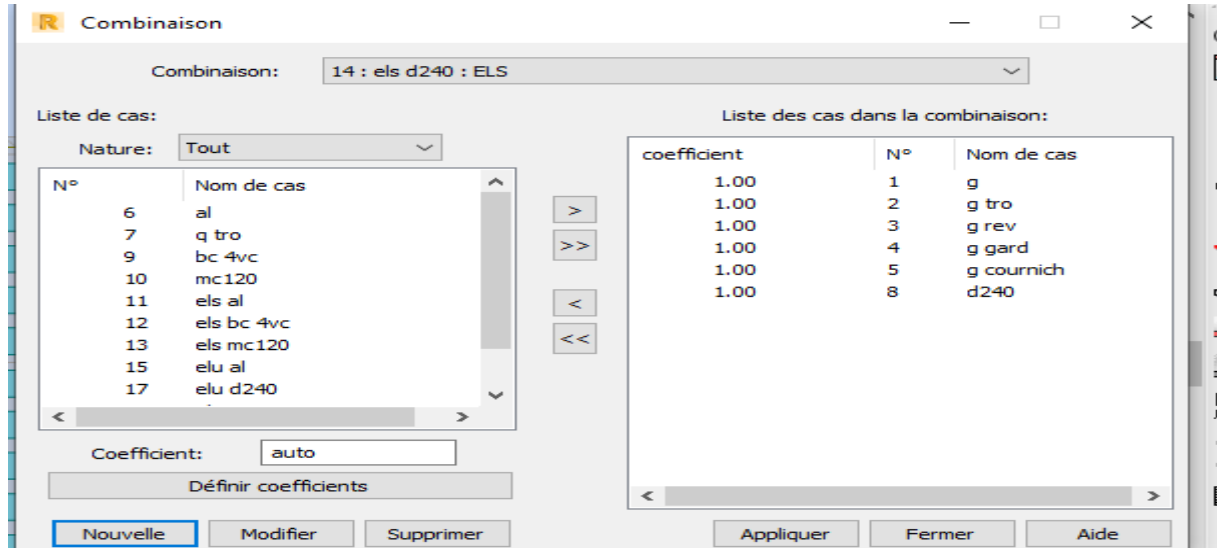 Combinaison
Combinaison: 14 : els d240 : ELS
Liste de cas:
Nature: Tout
N° Nom de cas
6 al
7 q tro
9 bc 4vc
10 mc120
11 els al
12 els bc 4vc
13 els mc120
15 elu al
17 elu d240
Coefficient: auto
Définir coefficients
Nouvelle Modifier Supprimer
>
>>
<
<<
Liste des cas dans la combinaison:
coefficient N° Nom de cas
1.00 1 g
1.00 2 g tro
1.00 3 g rev
1.00 4 g gard
1.00 5 g cournich
1.00 8 d240
Appliquer Fermer Aide